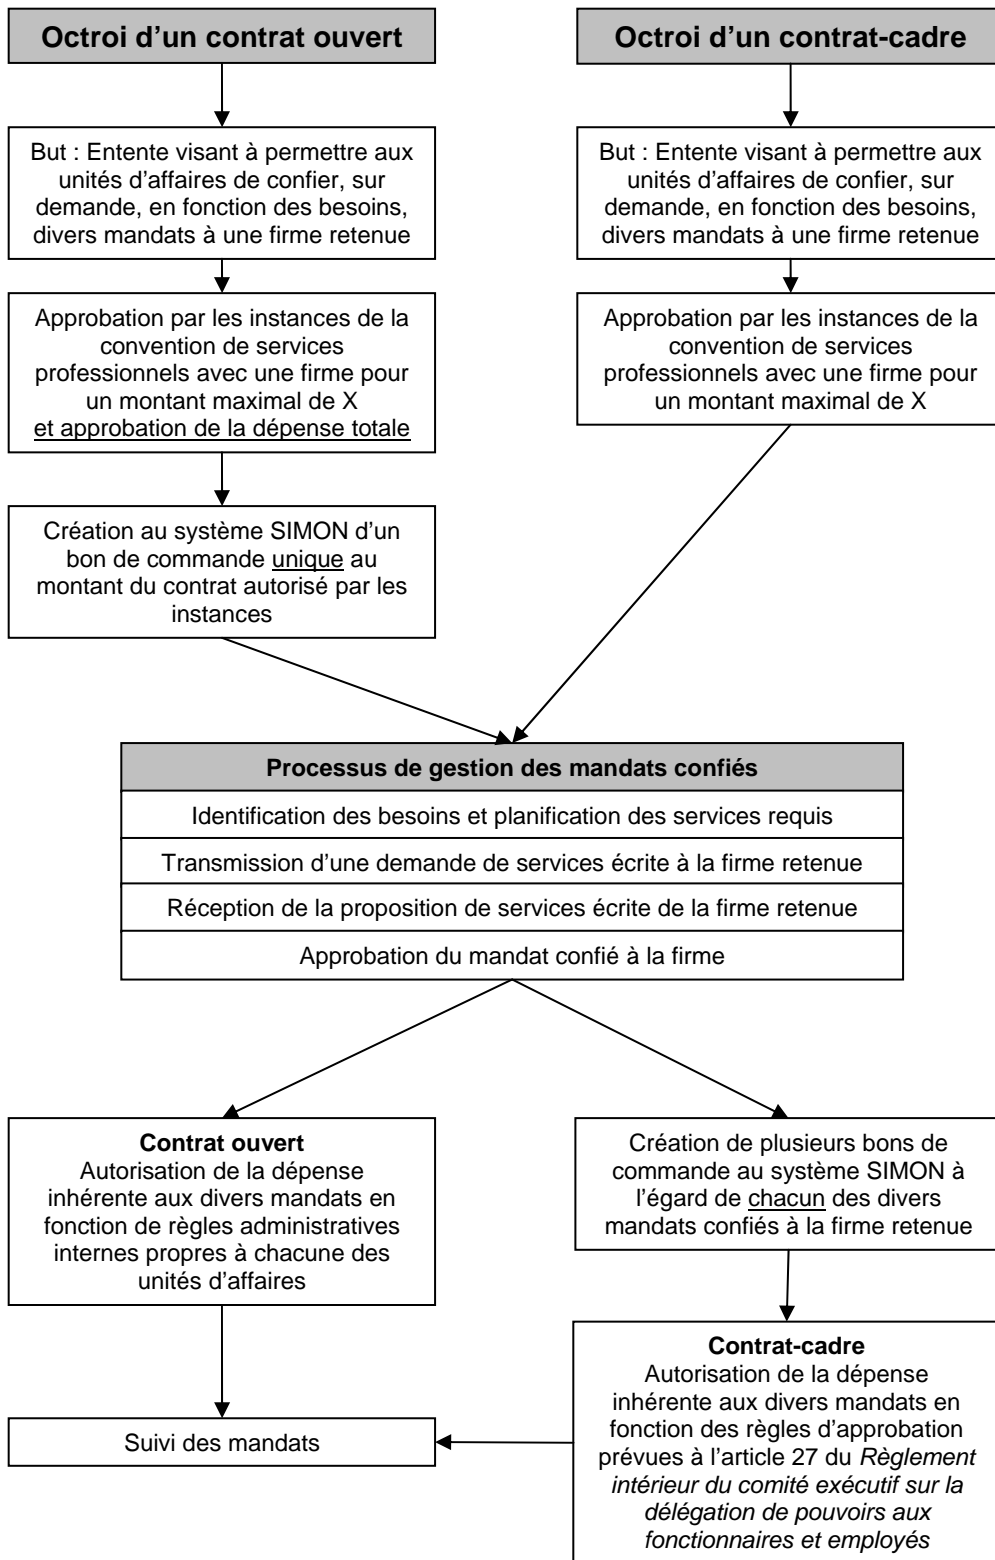 Octroi d’un contrat ouvert
Octroi d’un contrat-cadre
But : Entente visant à permettre aux
unités d’affaires de confier, sur
demande, en fonction des besoins,
divers mandats à une firme retenue
But : Entente visant à permettre aux
unités d’affaires de confier, sur
demande, en fonction des besoins,
divers mandats à une firme retenue
Approbation par les instances de la
convention de services
professionnels avec une firme pour
un montant maximal de X
et approbation de la dépense totale
Approbation par les instances de la
convention de services
professionnels avec une firme pour
un montant maximal de X
Création au système SIMON d’un
bon de commande unique au
montant du contrat autorisé par les
instances
Processus de gestion des mandats confiés
Identification des besoins et planification des services requis
Transmission d’une demande de services écrite à la firme retenue
Réception de la proposition de services écrite de la firme retenue
Approbation du mandat confié à la firme
Contrat ouvert
Autorisation de la dépense
inhérente aux divers mandats en
fonction de règles administratives
internes propres à chacune des
unités d’affaires
Création de plusieurs bons de
commande au système SIMON à
l’égard de chacun des divers
mandats confiés à la firme retenue
Contrat-cadre
Autorisation de la dépense
inhérente aux divers mandats en
fonction des règles d’approbation
prévues à l’article 27 du Règlement
intérieur du comité exécutif sur la
délégation de pouvoirs aux
fonctionnaires et employés
Suivi des mandats